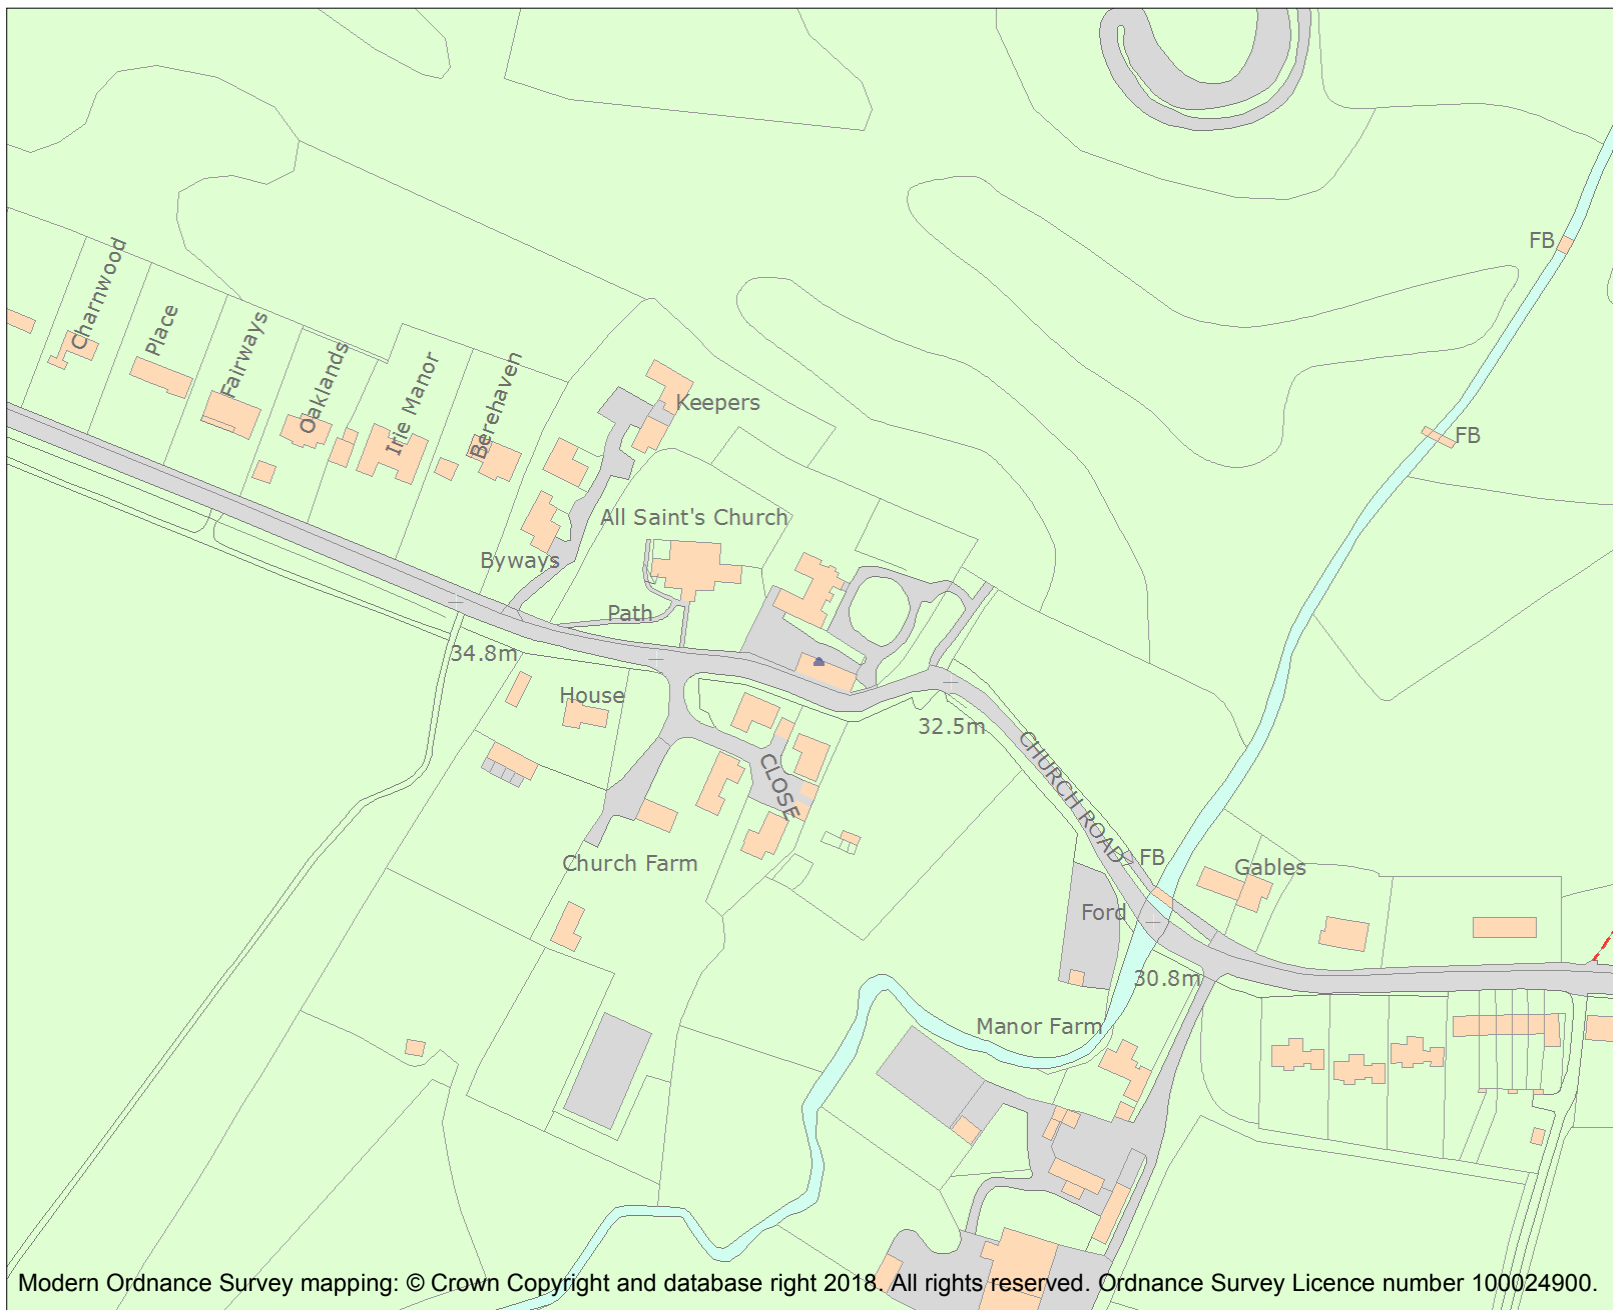 FB
Charnwood
Place
Fairways
Oaklands
Irie Manor
Berehaven
Keepers
FB
All Saint's Church
Byways
Path
34.8m
House
32.5m
CHURCH ROAD
CLOSE
Church Farm
FB
Gables
Ford
30.8m
Manor Farm
Modern Ordnance Survey mapping: © Crown Copyright and database right 2018. All rights reserved. Ordnance Survey Licence number 100024900.